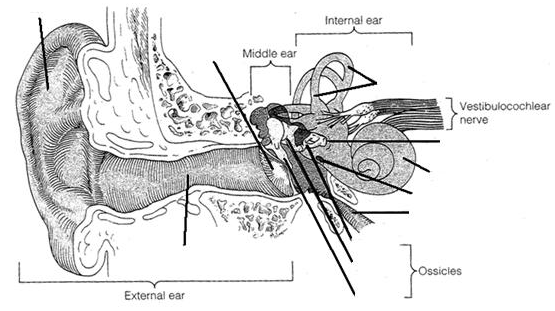 Internal ear
Middle ear
Vestibulocochlear
nerve
Ossicles
External ear